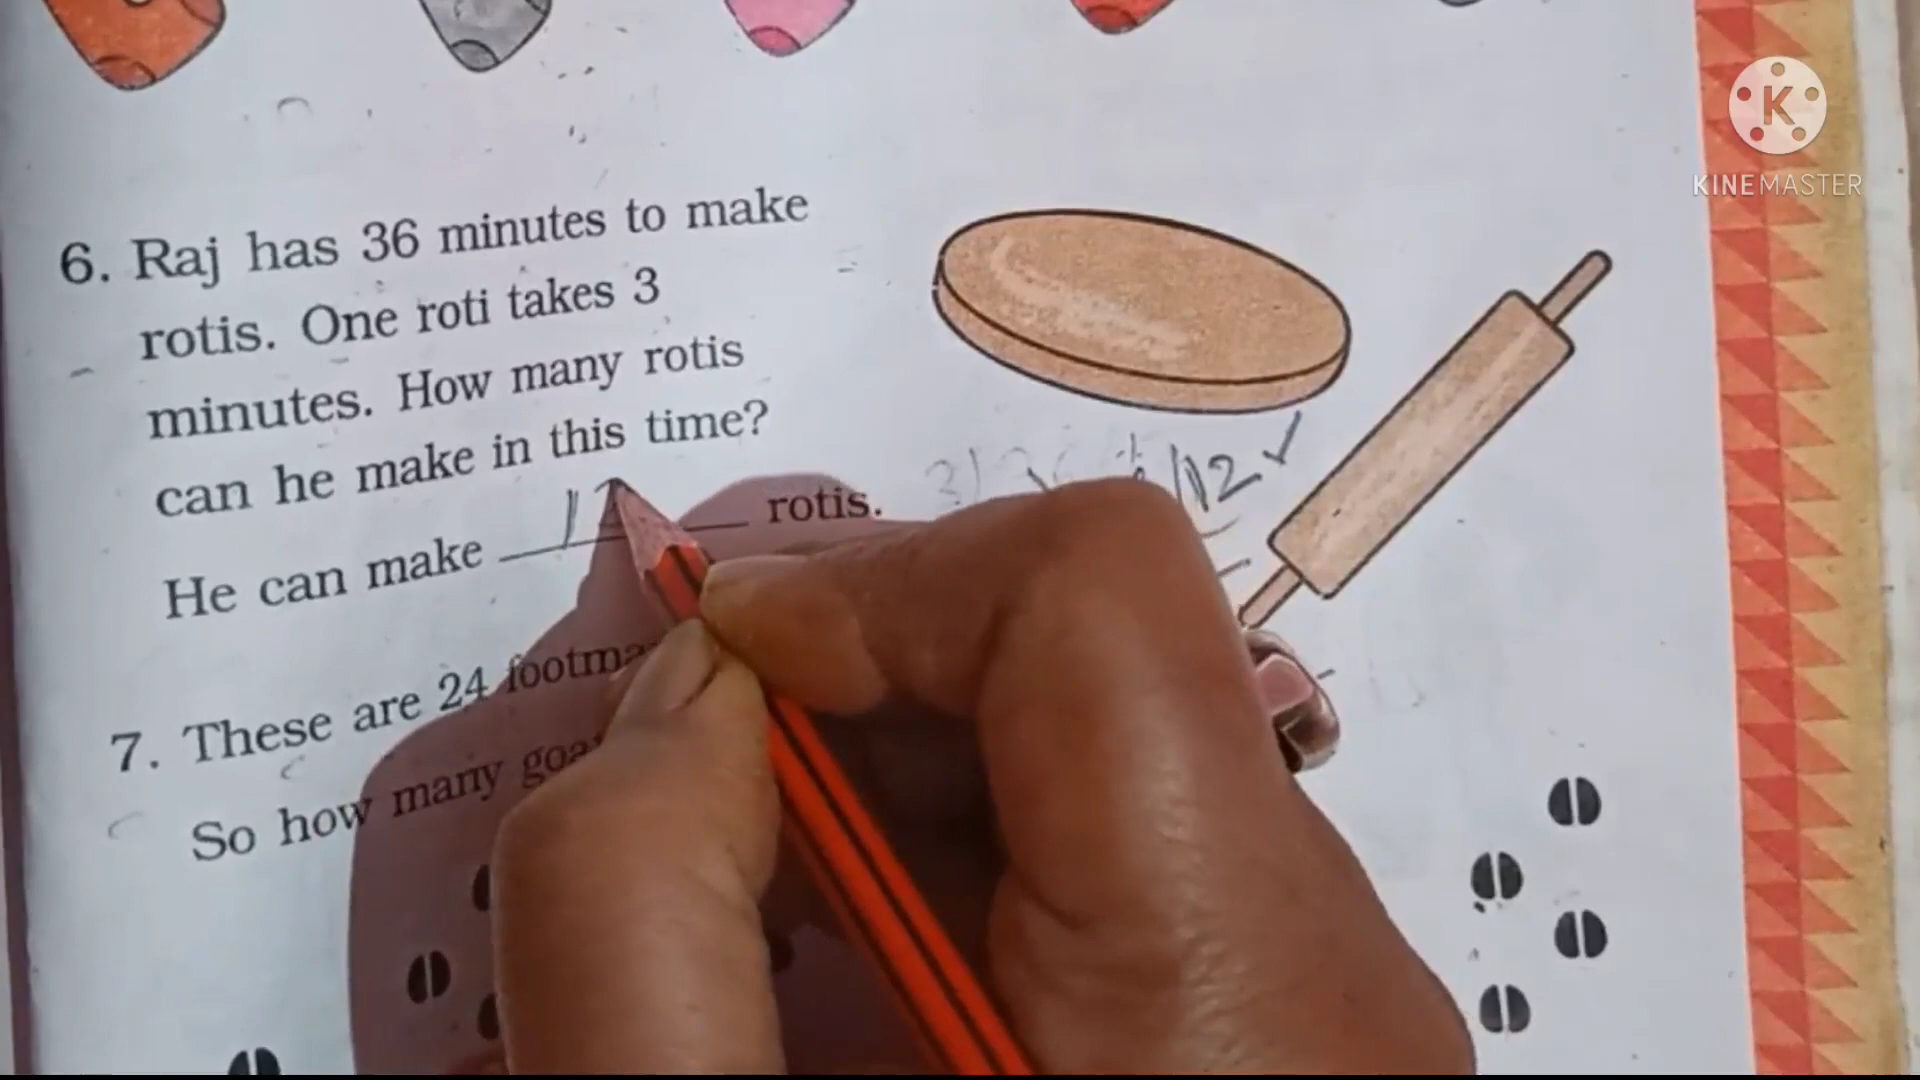 KINEMASTER
6. Raj has 36 minutes to make
rotis. One roti takes 3
minutes. How many rotis
can he make in this time?
12
He can make ______ rotis.
7. These are 24
So how many